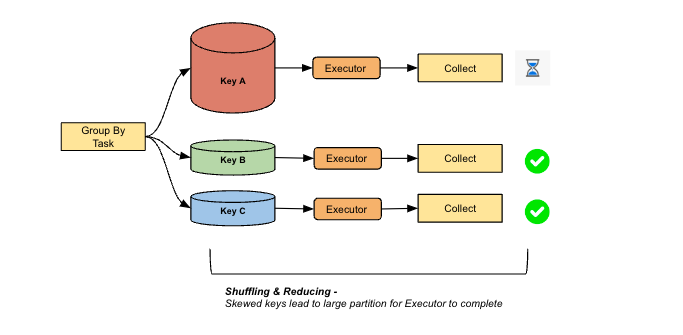 Key A
Executor
Collect
Group By
Task
Key B
Executor
Collect
Key C
Executor
Collect
Shuffling & Reducing -
Skewed keys lead to large partition for Executor to complete